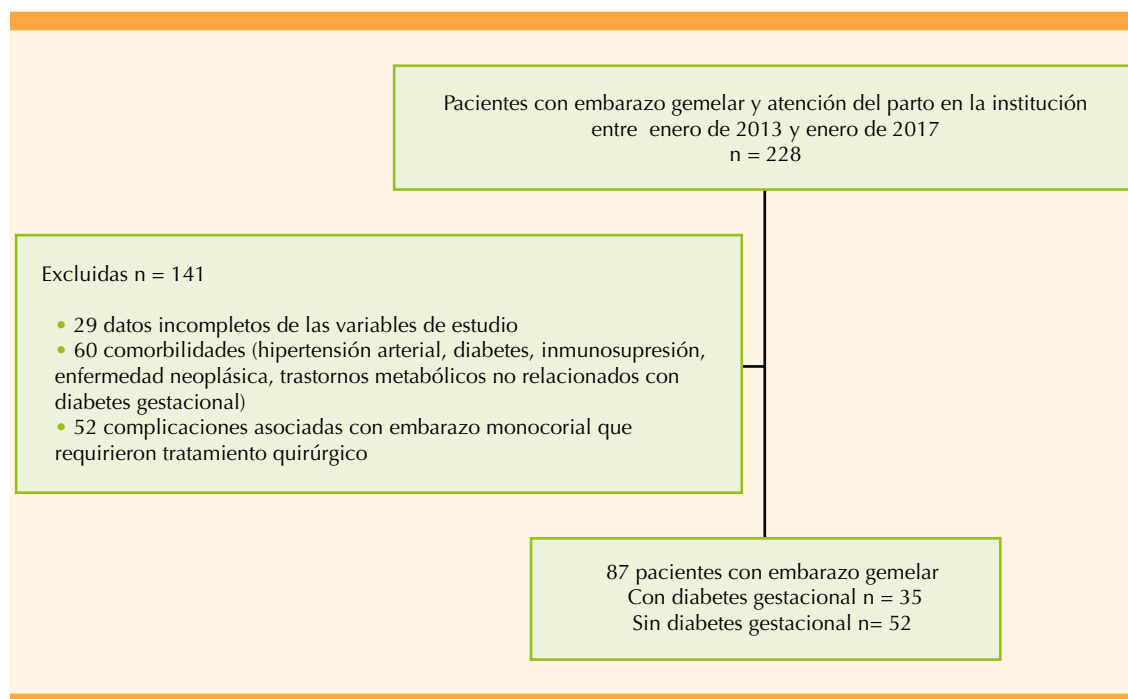 Pacientes con embarazo gemelar y atención del parto en la institución
entre enero de 2013 y enero de 2017
n = 228
Excluidas n = 141
• 29 datos incompletos de las variables de estudio
• 60 comorbilidades (hipertensión arterial, diabetes, inmunosupresión,
enfermedad neoplásica, trastornos metabólicos no relacionados con
diabetes gestacional)
• 52 complicaciones asociadas con embarazo monocorial que
requirieron tratamiento quirúrgico
87 pacientes con embarazo gemelar
Con diabetes gestacional n = 35
Sin diabetes gestacional n= 52